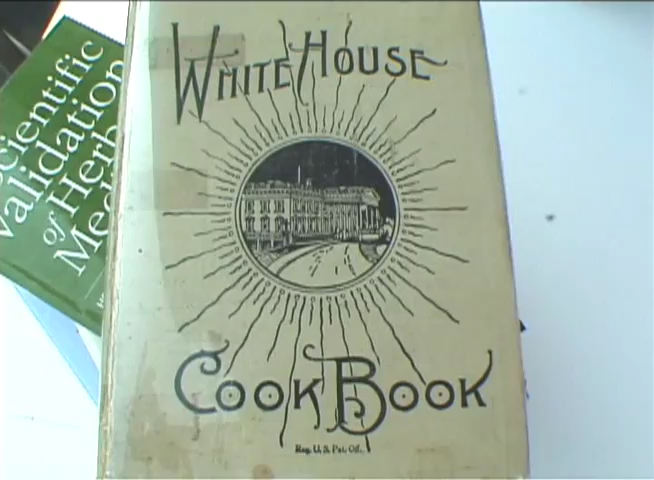 Scientific
Validation
of Herb
Med
WHITE HOUSE
COOK BOOK
Reg. U. S. Pat. Off.